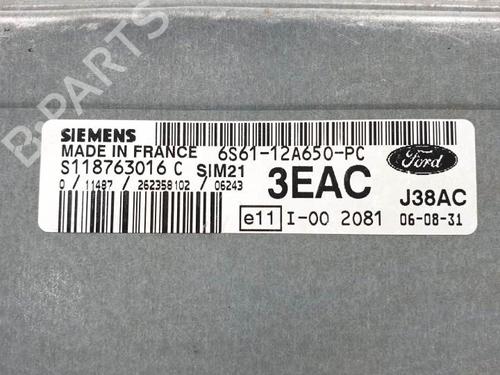 B-PARTS
SIEMENS
MADE IN FRANCE 6S61-12A650-PC
S118763016 C SIM21 3EAC Ford
0 / 11487 / 262358102 / 06243 J38AC
e11 I-00 2081 06-08-31